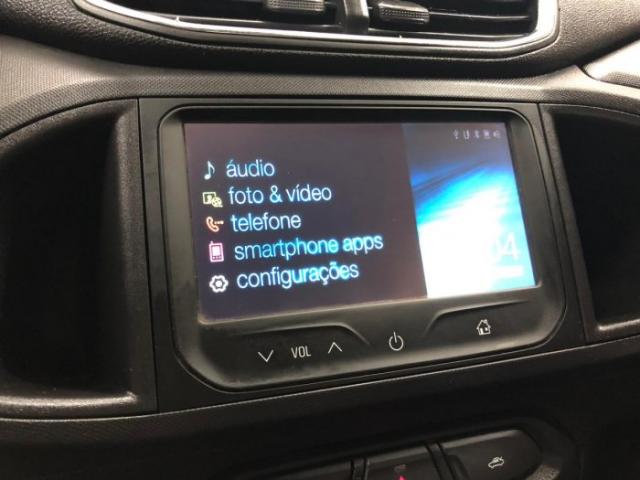 áudio
foto & vídeo
telefone
smartphone apps
configurações
VOL